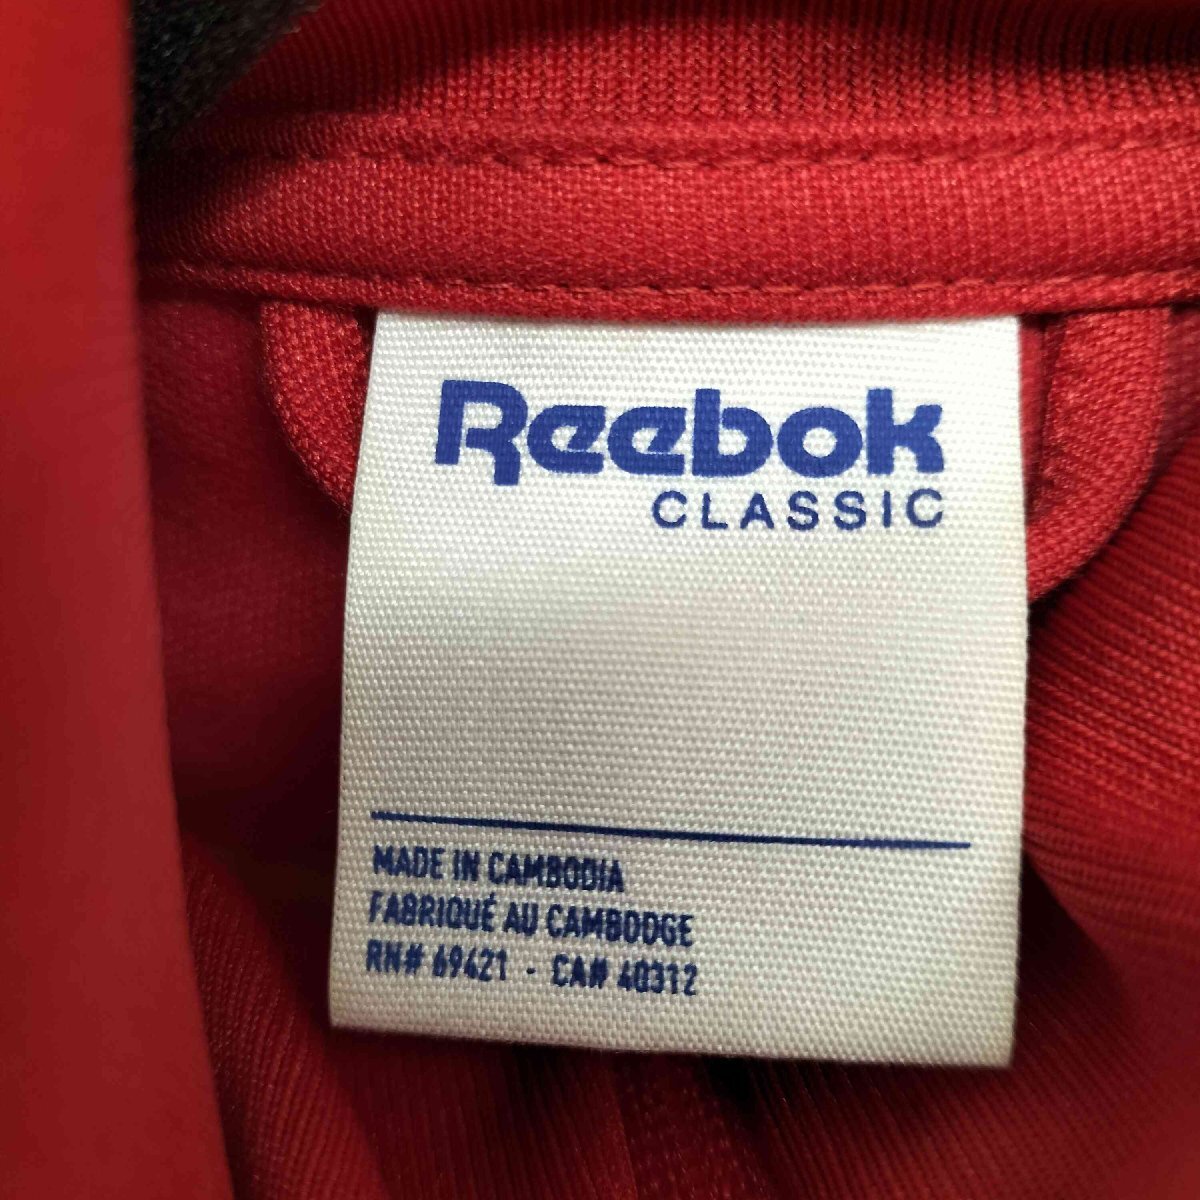 Reebok
CLASSIC
MADE IN CAMBODIA
FABRIQUÉ AU CAMBODGE
RN# 69421 - CA# 40312